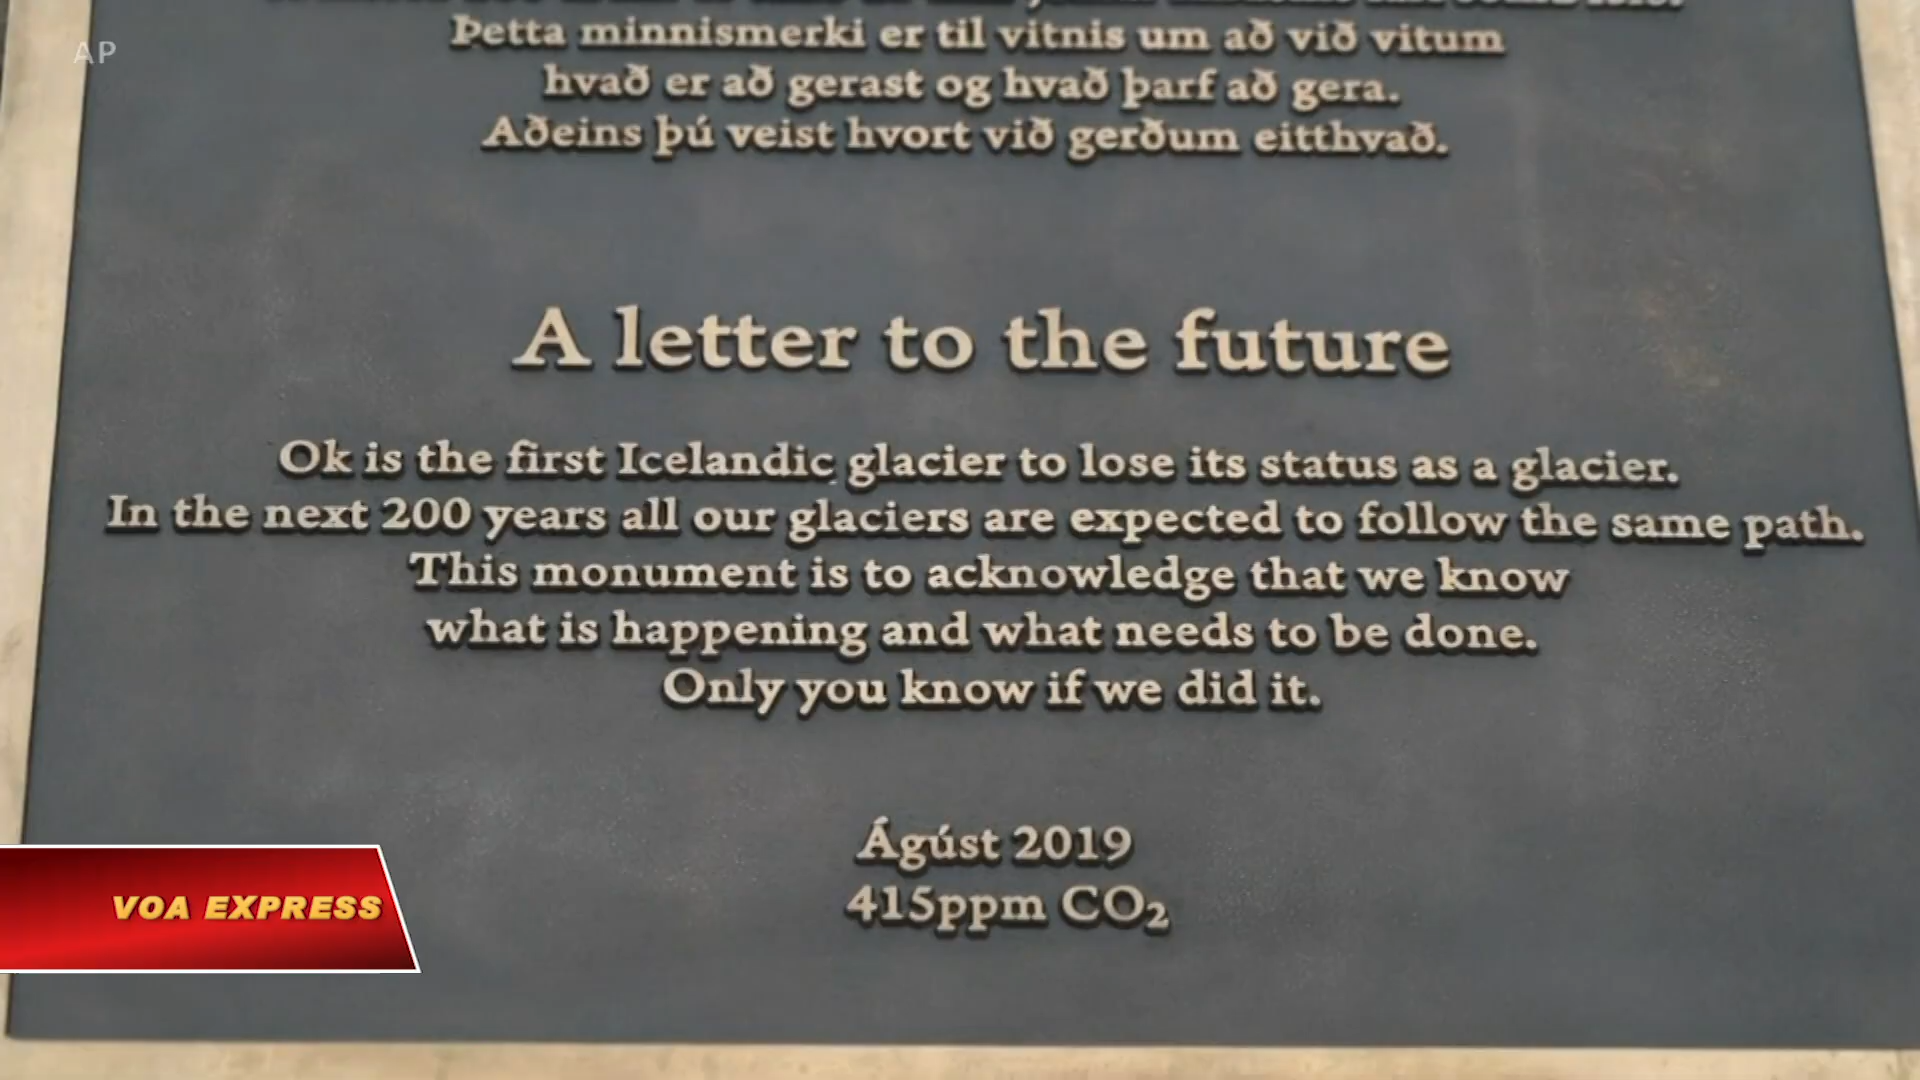 AP
Þetta minnismerki er til vitnis um að við vitum
hvað er að gerast og hvað þarf að gera.
Aðeins þú veist hvort við gerðum eitthvað.
A letter to the future
Ok is the first Icelandic glacier to lose its status as a glacier.
In the next 200 years all our glaciers are expected to follow the same path.
This monument is to acknowledge that we know
what is happening and what needs to be done.
Only you know if we did it.
Ágúst 2019
415ppm CO₂
VOA EXPRESS